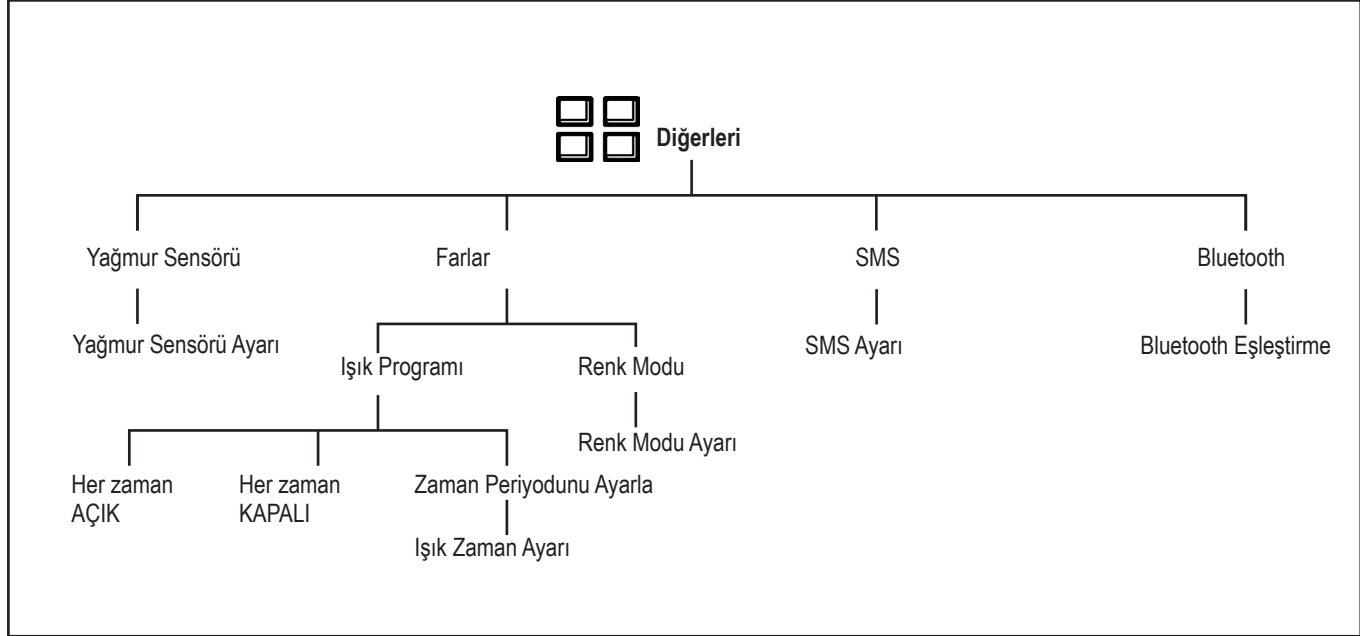 Diğerleri
Yağmur Sensörü
Farlar
SMS
Bluetooth
Yağmur Sensörü Ayarı
Işık Programı
Renk Modu
SMS Ayarı
Bluetooth Eşleştirme
Renk Modu Ayarı
Her zaman
AÇIK
Her zaman
KAPALI
Zaman Periyodunu Ayarla
Işık Zaman Ayarı